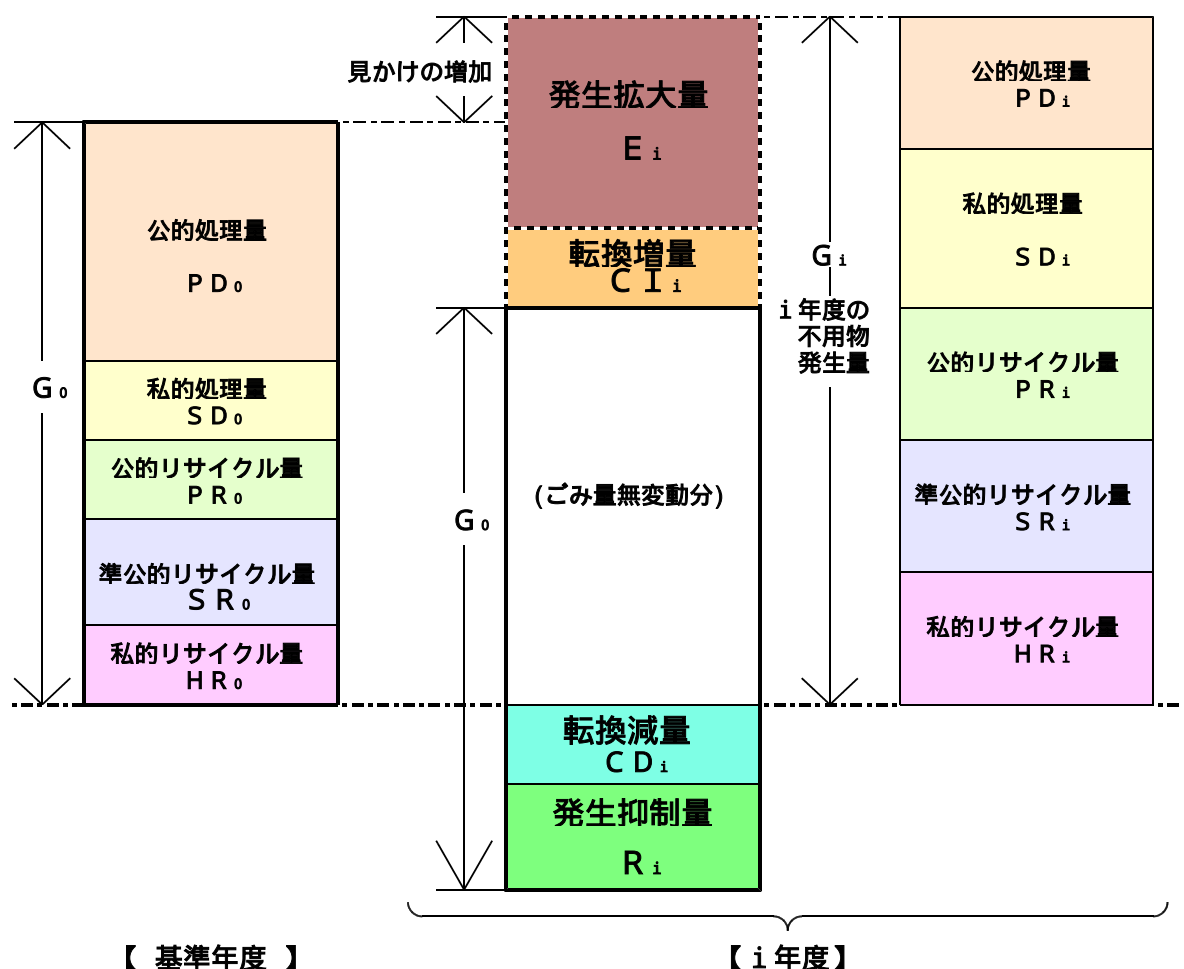 公的処理量
ＰＤ₀
私的処理量
ＳＤ₀
公的リサイクル量
ＰＲ₀
準公的リサイクル量
ＳＲ₀
私的リサイクル量
ＨＲ₀
Ｇ₀
【 基準年度 】
見かけの増加
発生拡大量
Ｅᵢ
転換増量
ＣＩᵢ
(ごみ量無変動分)
Ｇ₀
転換減量
ＣＤᵢ
発生抑制量
Ｒᵢ
Ｇᵢ
ｉ年度の
不用物
発生量
公的処理量
ＰＤᵢ
私的処理量
ＳＤᵢ
公的リサイクル量
ＰＲᵢ
準公的リサイクル量
ＳＲᵢ
私的リサイクル量
ＨＲᵢ
【ｉ年度】